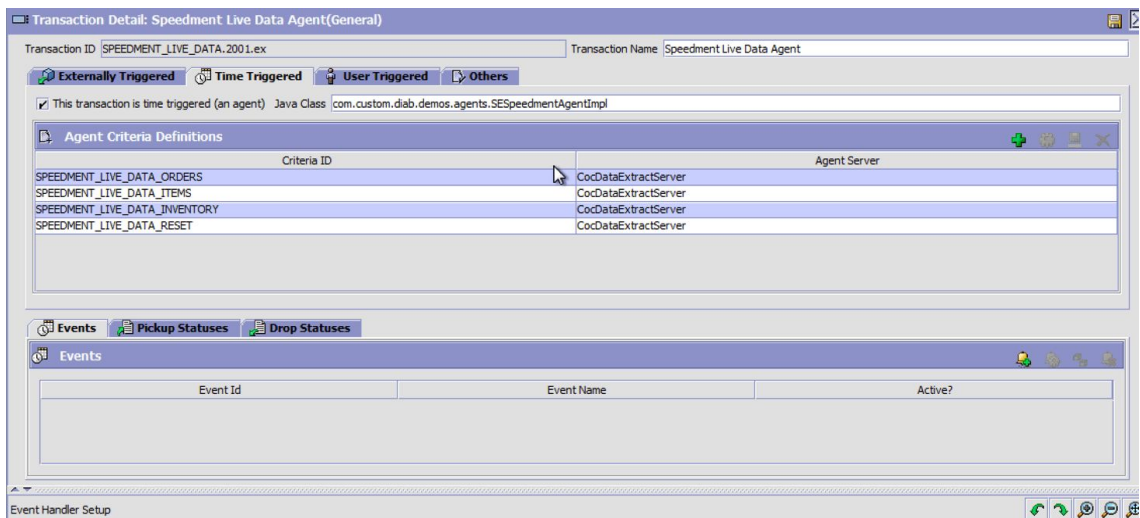 Transaction Detail: Speedment Live Data Agent(General)
Transaction ID SPEEDMENT_LIVE_DATA.2001.ex Transaction Name Speedment Live Data Agent
Externally Triggered Time Triggered User Triggered Others
This transaction is time triggered (an agent) Java Class com.custom.diab.demos.agents.SESpeedmentAgentImpl
Agent Criteria Definitions
Criteria ID Agent Server
SPEEDMENT_LIVE_DATA_ORDERS CocDataExtractServer
SPEEDMENT_LIVE_DATA_ITEMS CocDataExtractServer
SPEEDMENT_LIVE_DATA_INVENTORY CocDataExtractServer
SPEEDMENT_LIVE_DATA_RESET CocDataExtractServer
Events Pickup Statuses Drop Statuses
Events
Event Id Event Name Active?
Event Handler Setup